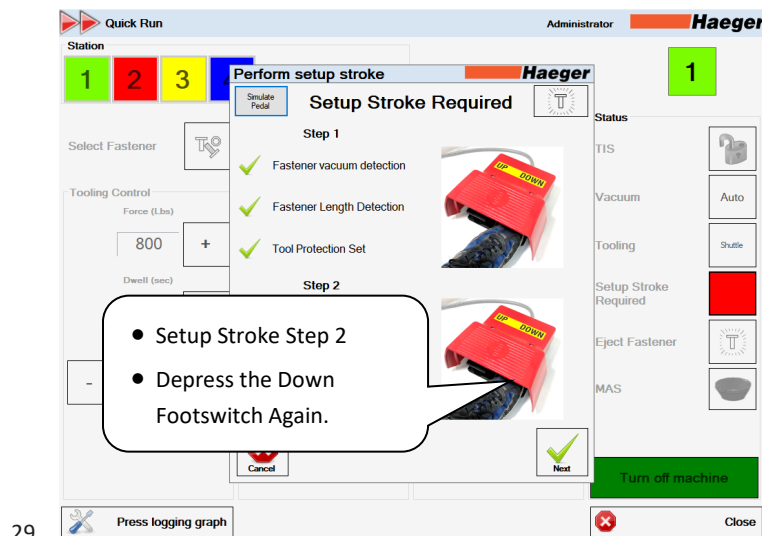 Quick Run
Administrator
Haeger
Station
1
2
3
Perform setup stroke
Haeger
Simulate
Pedal
Setup Stroke Required
T
1
Step 1
Select Fastener
Fastener vacuum detection
Fastener Length Detection
Tool Protection Set
UP DOWN
Tooling Control
Force (Lbs)
800
+
Dwell (sec)
Step 2
UP DOWN
-
• Setup Stroke Step 2
• Depress the Down
Footswitch Again.
Cancel
Next
Status
TIS
Vacuum
Auto
Tooling
Shuttle
Setup Stroke
Required
Eject Fastener
T
MAS
Turn off machine
Press logging graph
Close
29